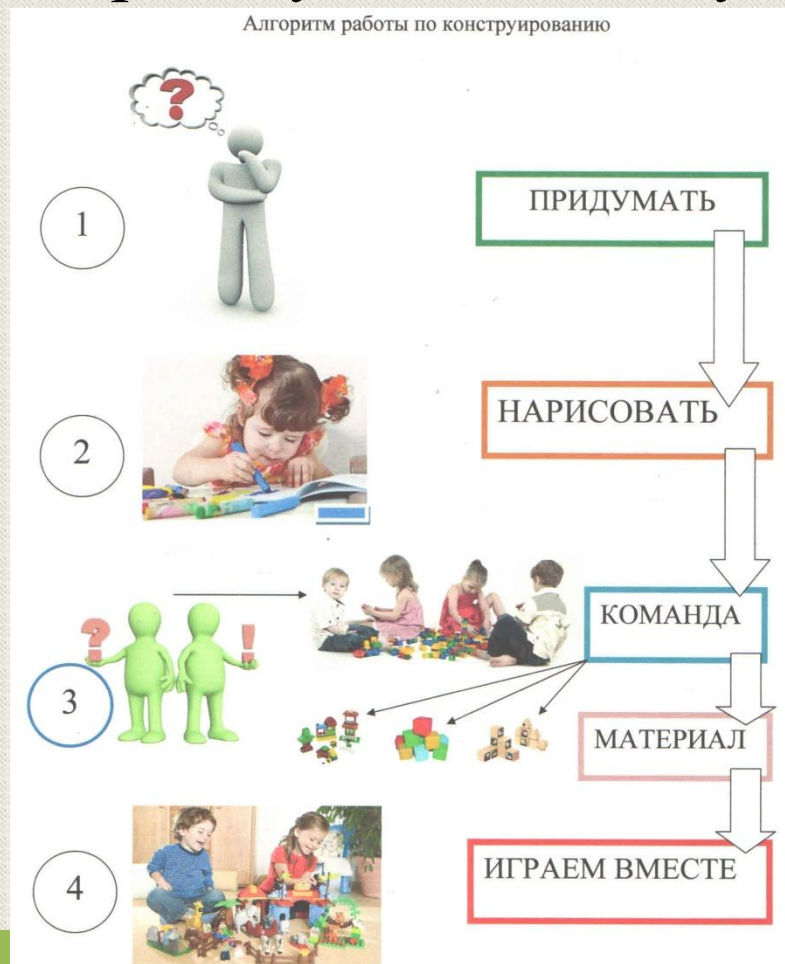 Алгоритм работы по конструированию
?
1
ПРИДУМАТЬ
2
НАРИСОВАТЬ
? !
КОМАНДА
3
МАТЕРИАЛ
4
ИГРАЕМ ВМЕСТЕ